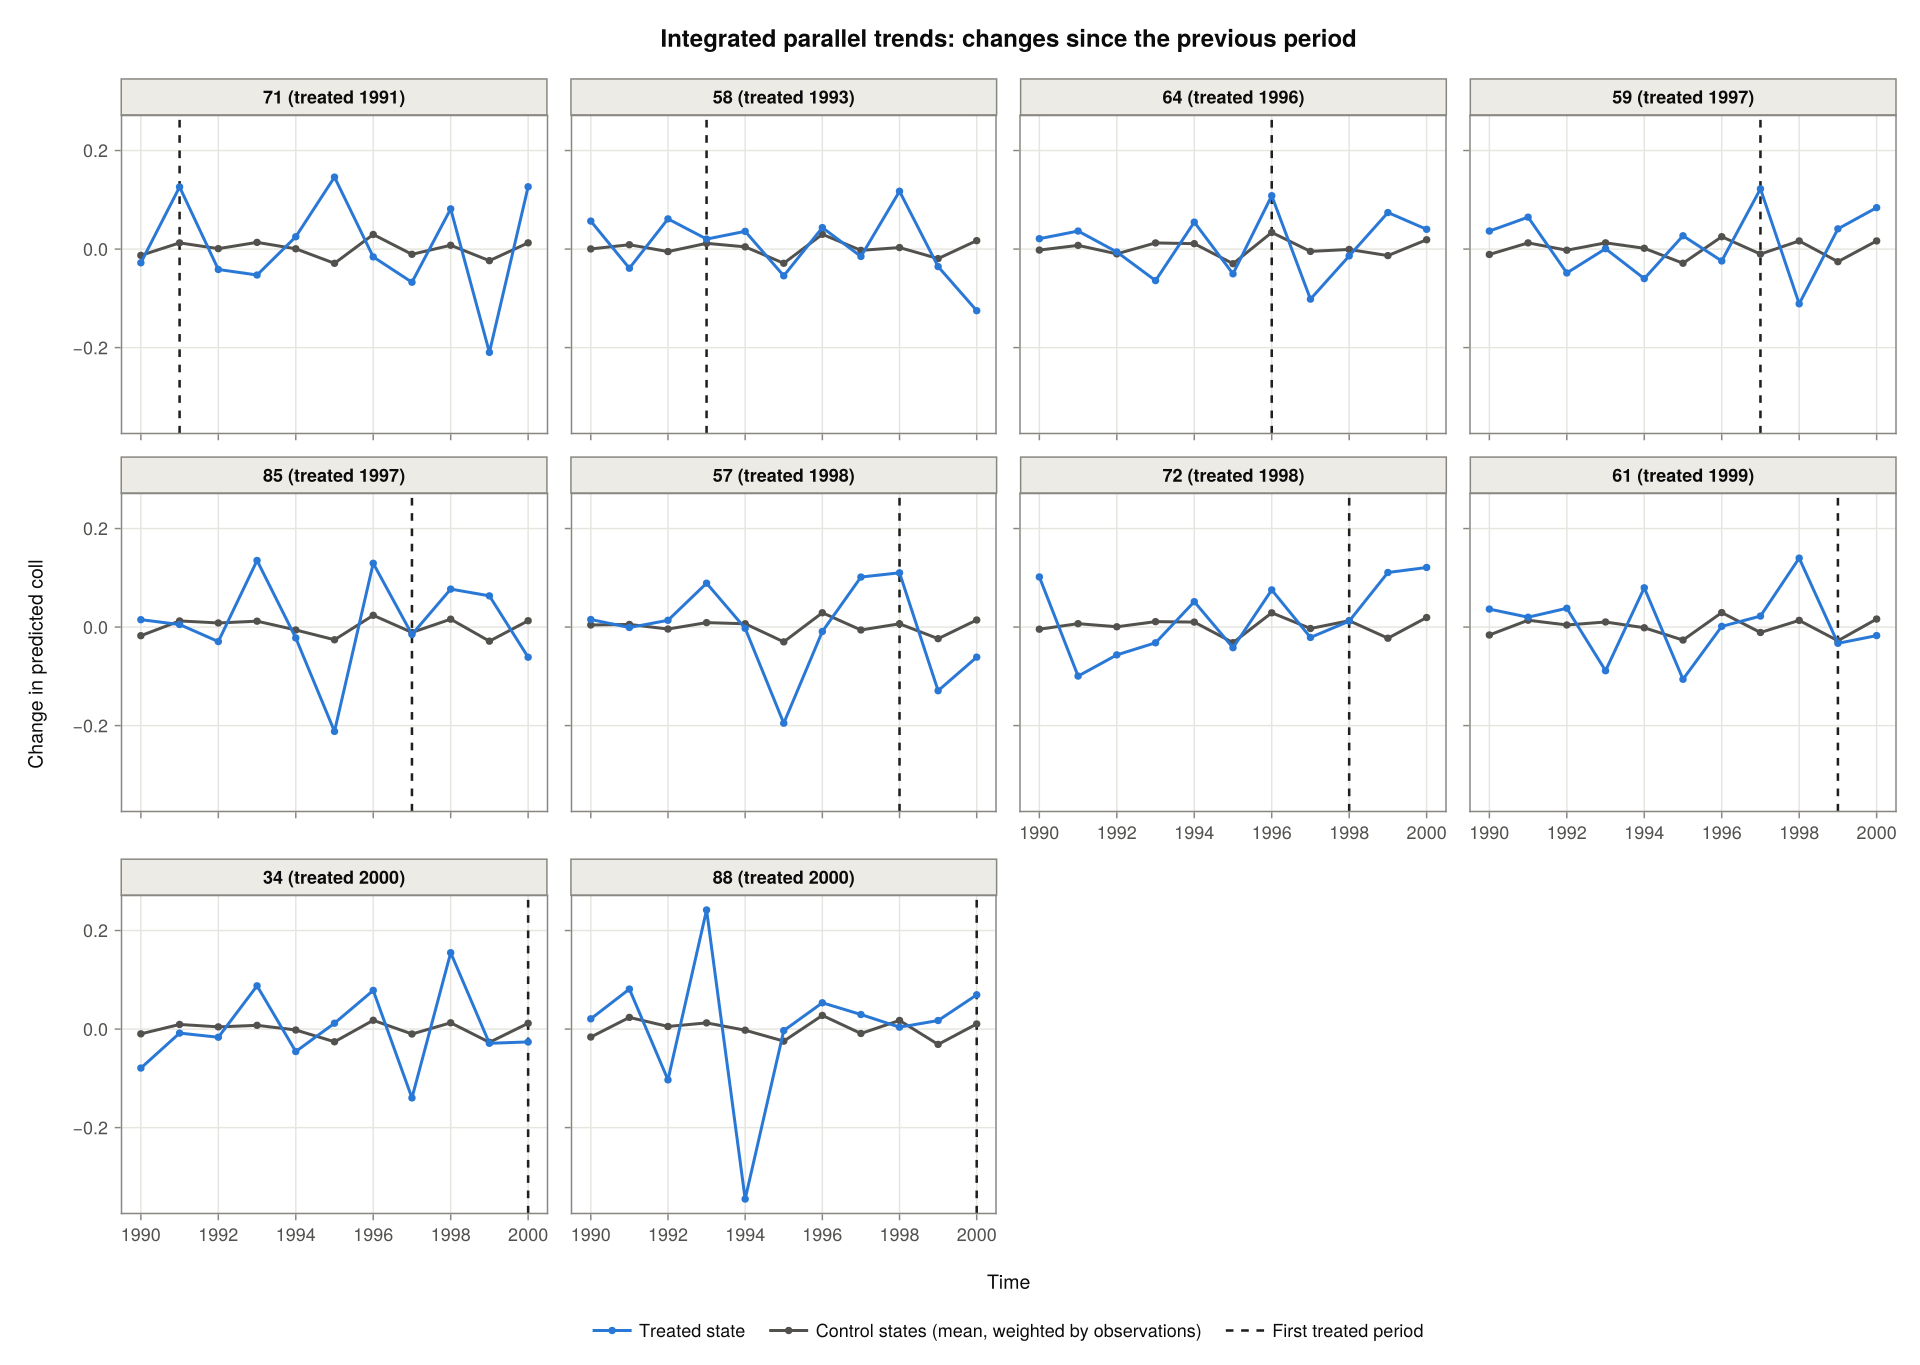 Integrated parallel trends: changes since the previous period
71 (treated 1991)
58 (treated 1993)
64 (treated 1996)
59 (treated 1997)
0.2
0.0
−0.2
85 (treated 1997)
57 (treated 1998)
72 (treated 1998)
61 (treated 1999)
0.2
0.0
−0.2
1990 1992 1994 1996 1998 2000
1990 1992 1994 1996 1998 2000
34 (treated 2000)
88 (treated 2000)
0.2
0.0
−0.2
1990 1992 1994 1996 1998 2000
1990 1992 1994 1996 1998 2000
Change in predicted coll
Time
Treated state
Control states (mean, weighted by observations)
First treated period